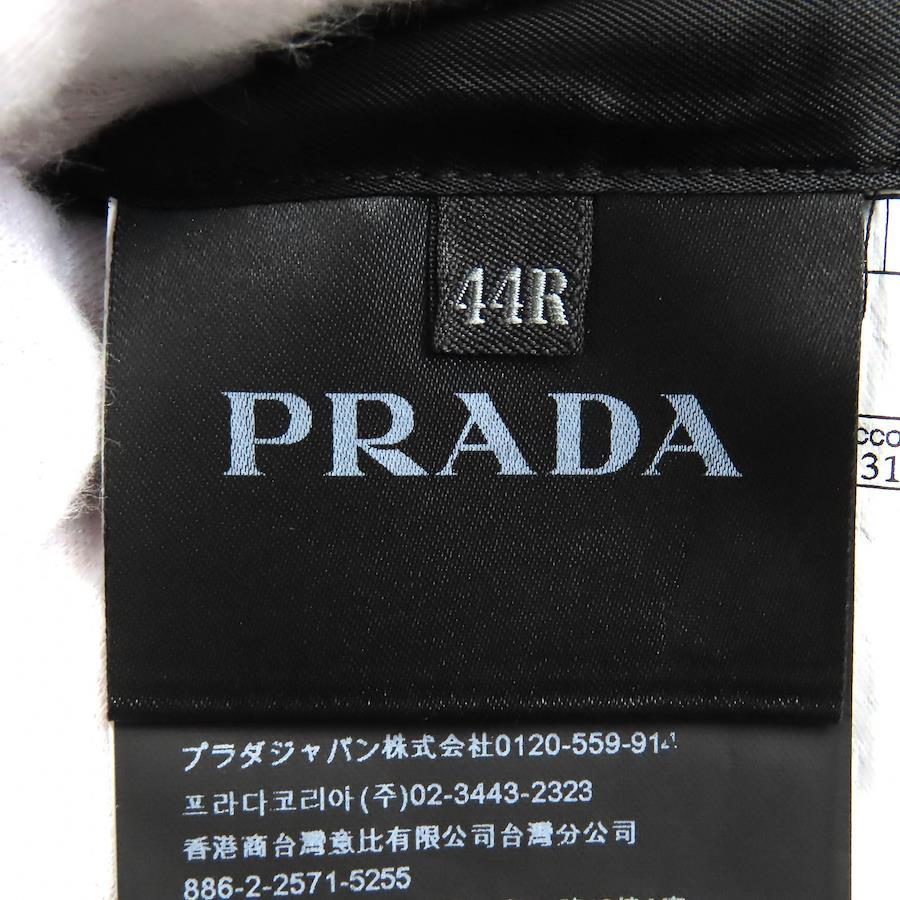 44R
PRADA
cco
31
プラダジャパン株式会社0120-559-914
프라다코리아(주)02-3443-2323
香港商台灣意比有限公司台灣分公司
886-2-2571-5255